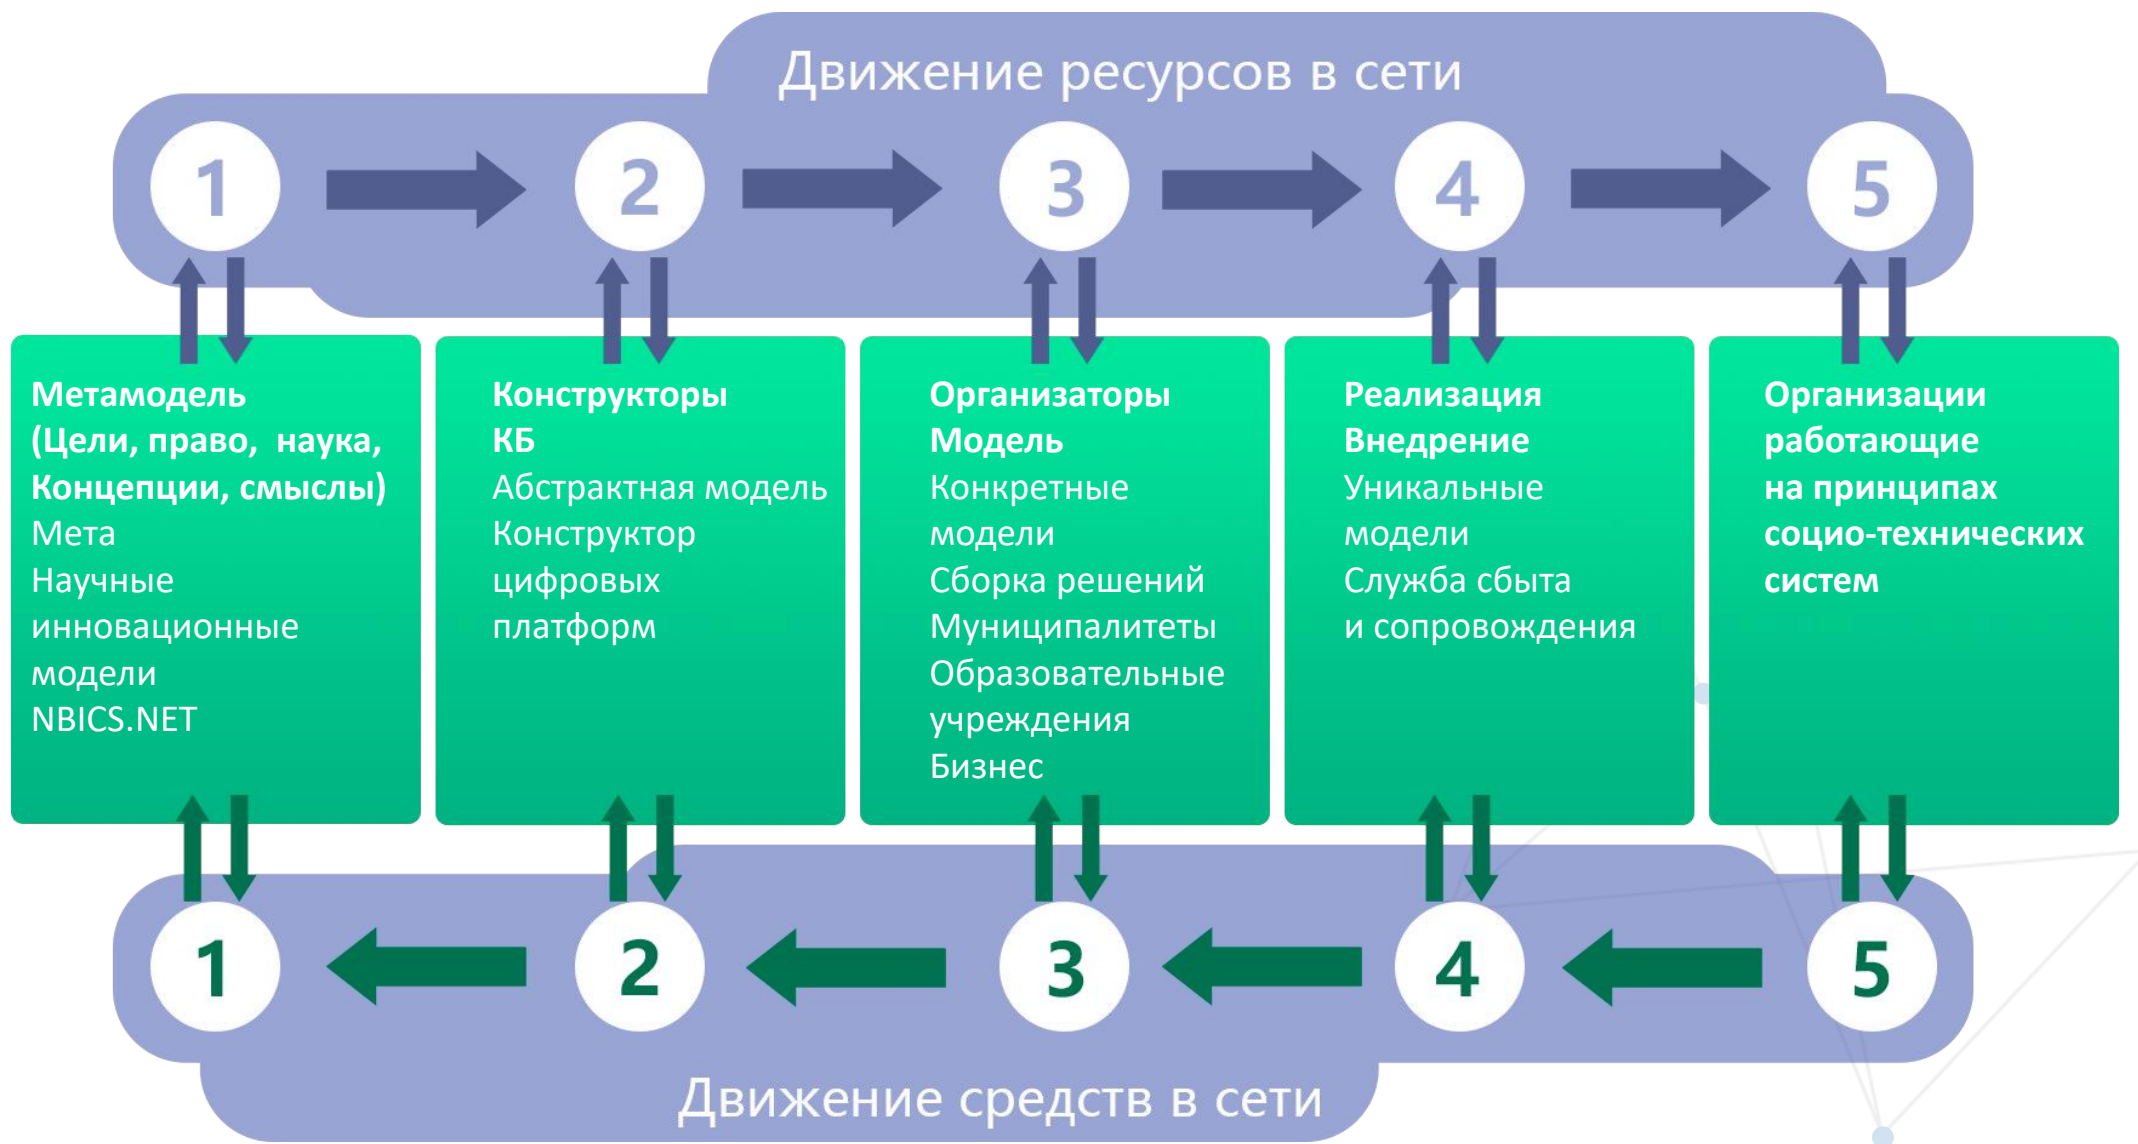 Движение ресурсов в сети
1
2
3
4
5
Метамодель
(Цели, право, наука,
Концепции, смыслы)
Мета
Научные
инновационные
модели
NBICS.NET
Конструкторы
КБ
Абстрактная модель
Конструктор
цифровых
платформ
Организаторы
Модель
Конкретные
модели
Сборка решений
Муниципалитеты
Образовательные
учреждения
Бизнес
Реализация
Внедрение
Уникальные
модели
Служба сбыта
и сопровождения
Организации
работающие
на принципах
социо-технических
систем
1
2
3
4
5
Движение средств в сети